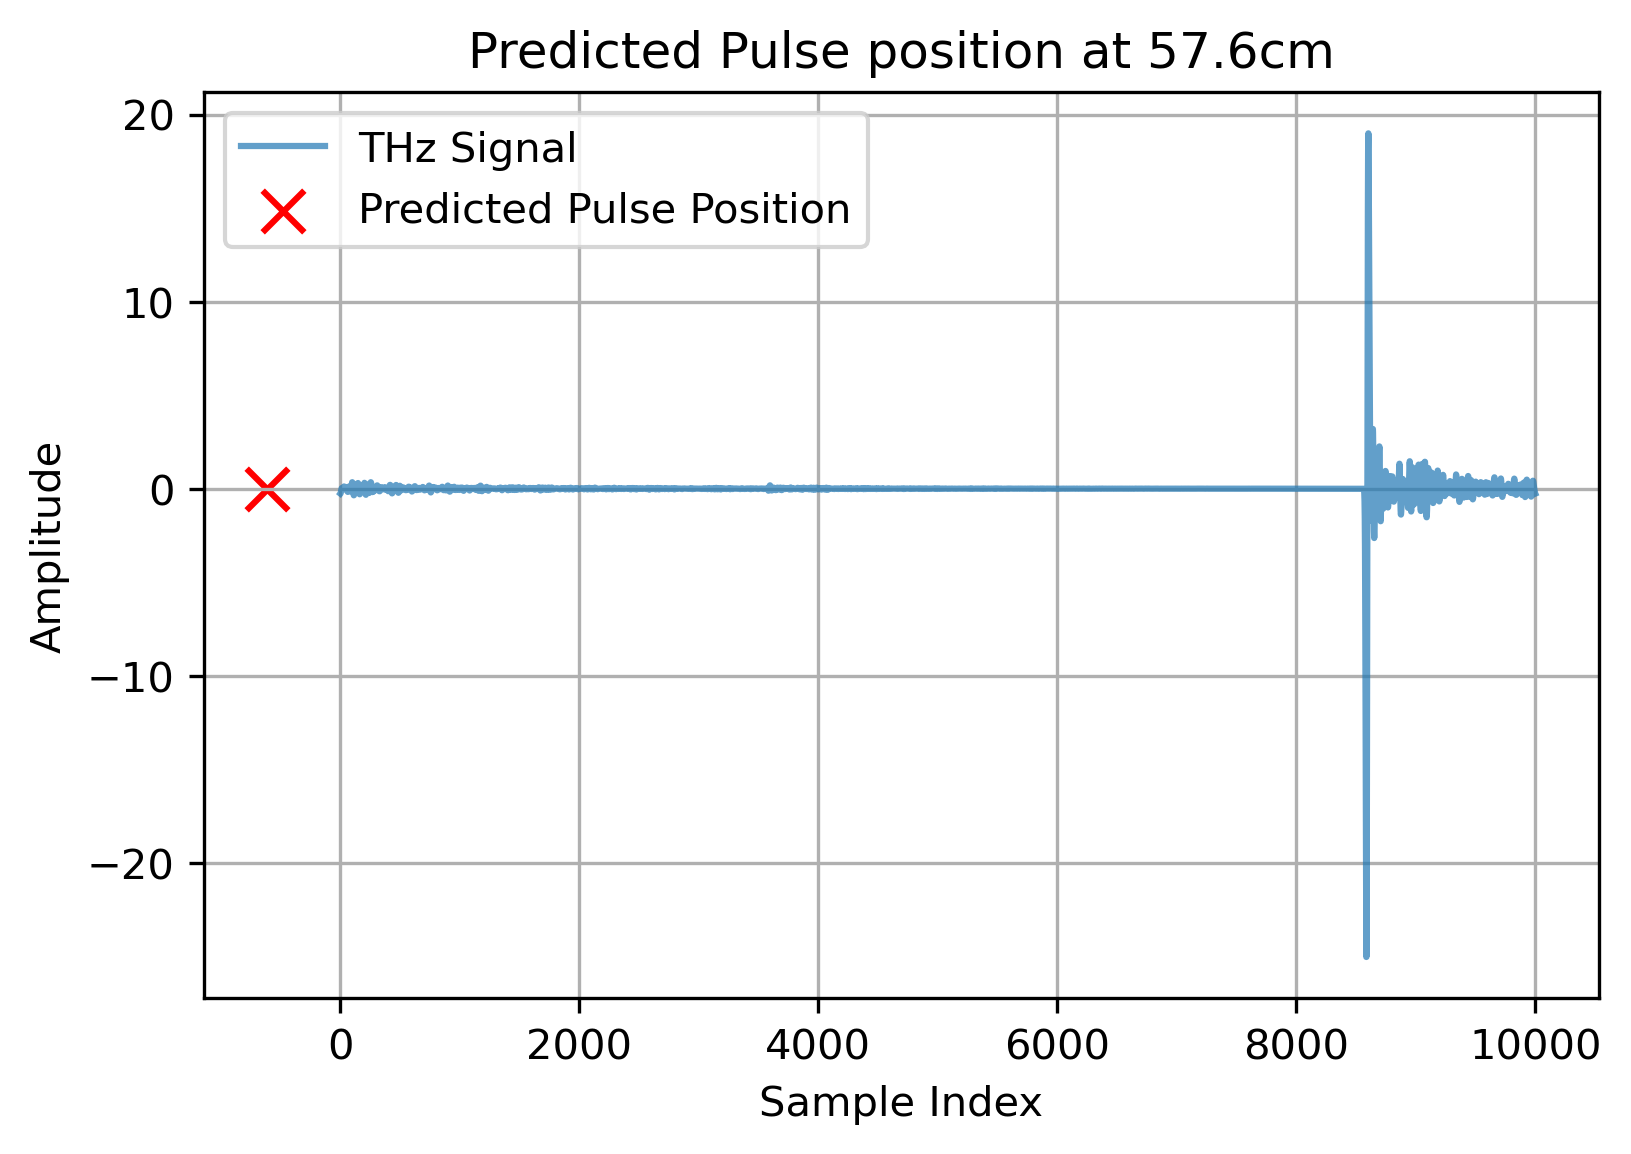 Predicted Pulse position at 57.6cm
THz Signal
Predicted Pulse Position
20
10
0
−10
−20
Amplitude
0
2000
4000
6000
8000
10000
Sample Index